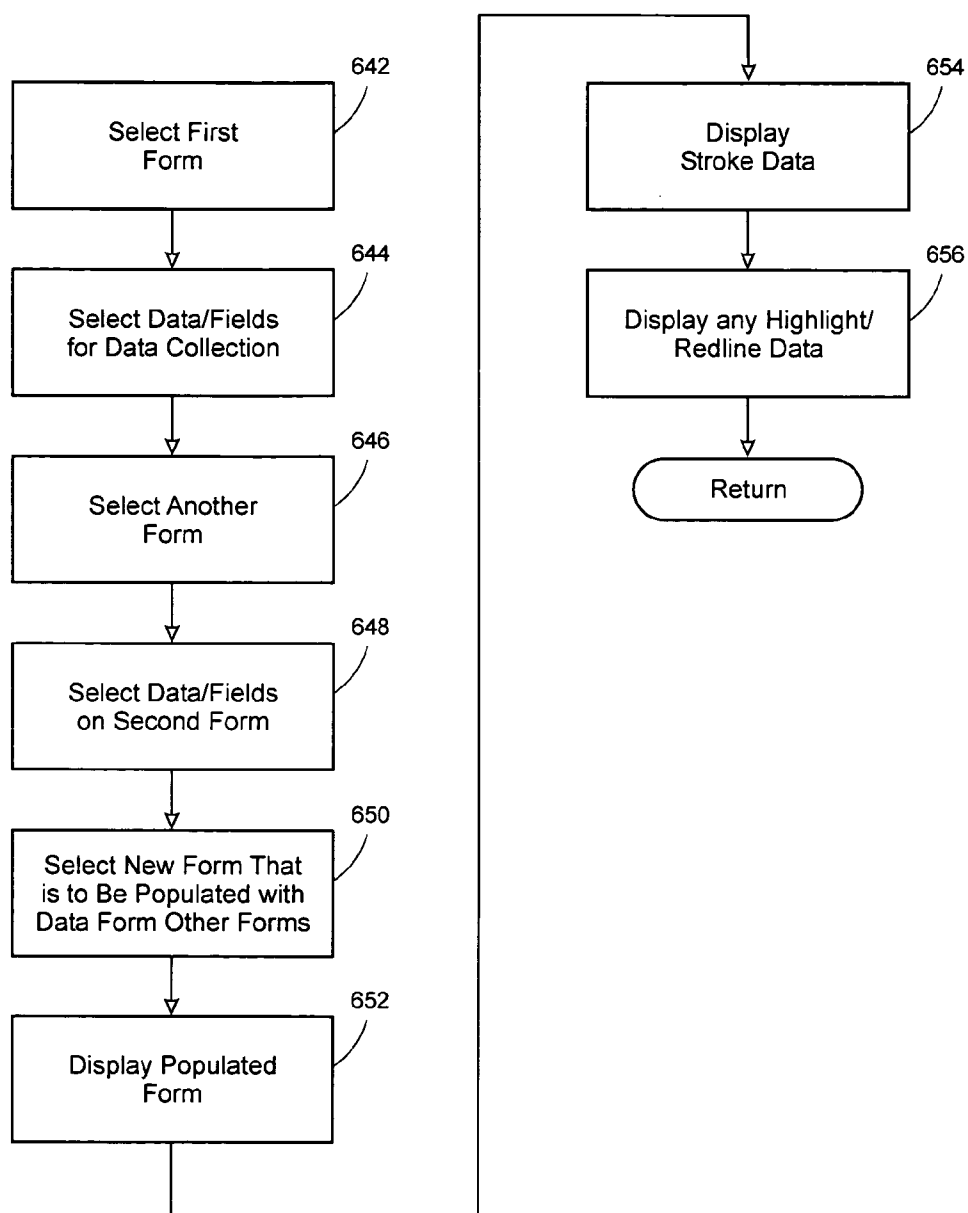 642
Select First
Form
644
Select Data/Fields
for Data Collection
646
Select Another
Form
648
Select Data/Fields
on Second Form
650
Select New Form That
is to Be Populated with
Data Form Other Forms
652
Display Populated
Form
654
Display
Stroke Data
656
Display any Highlight/
Redline Data
Return